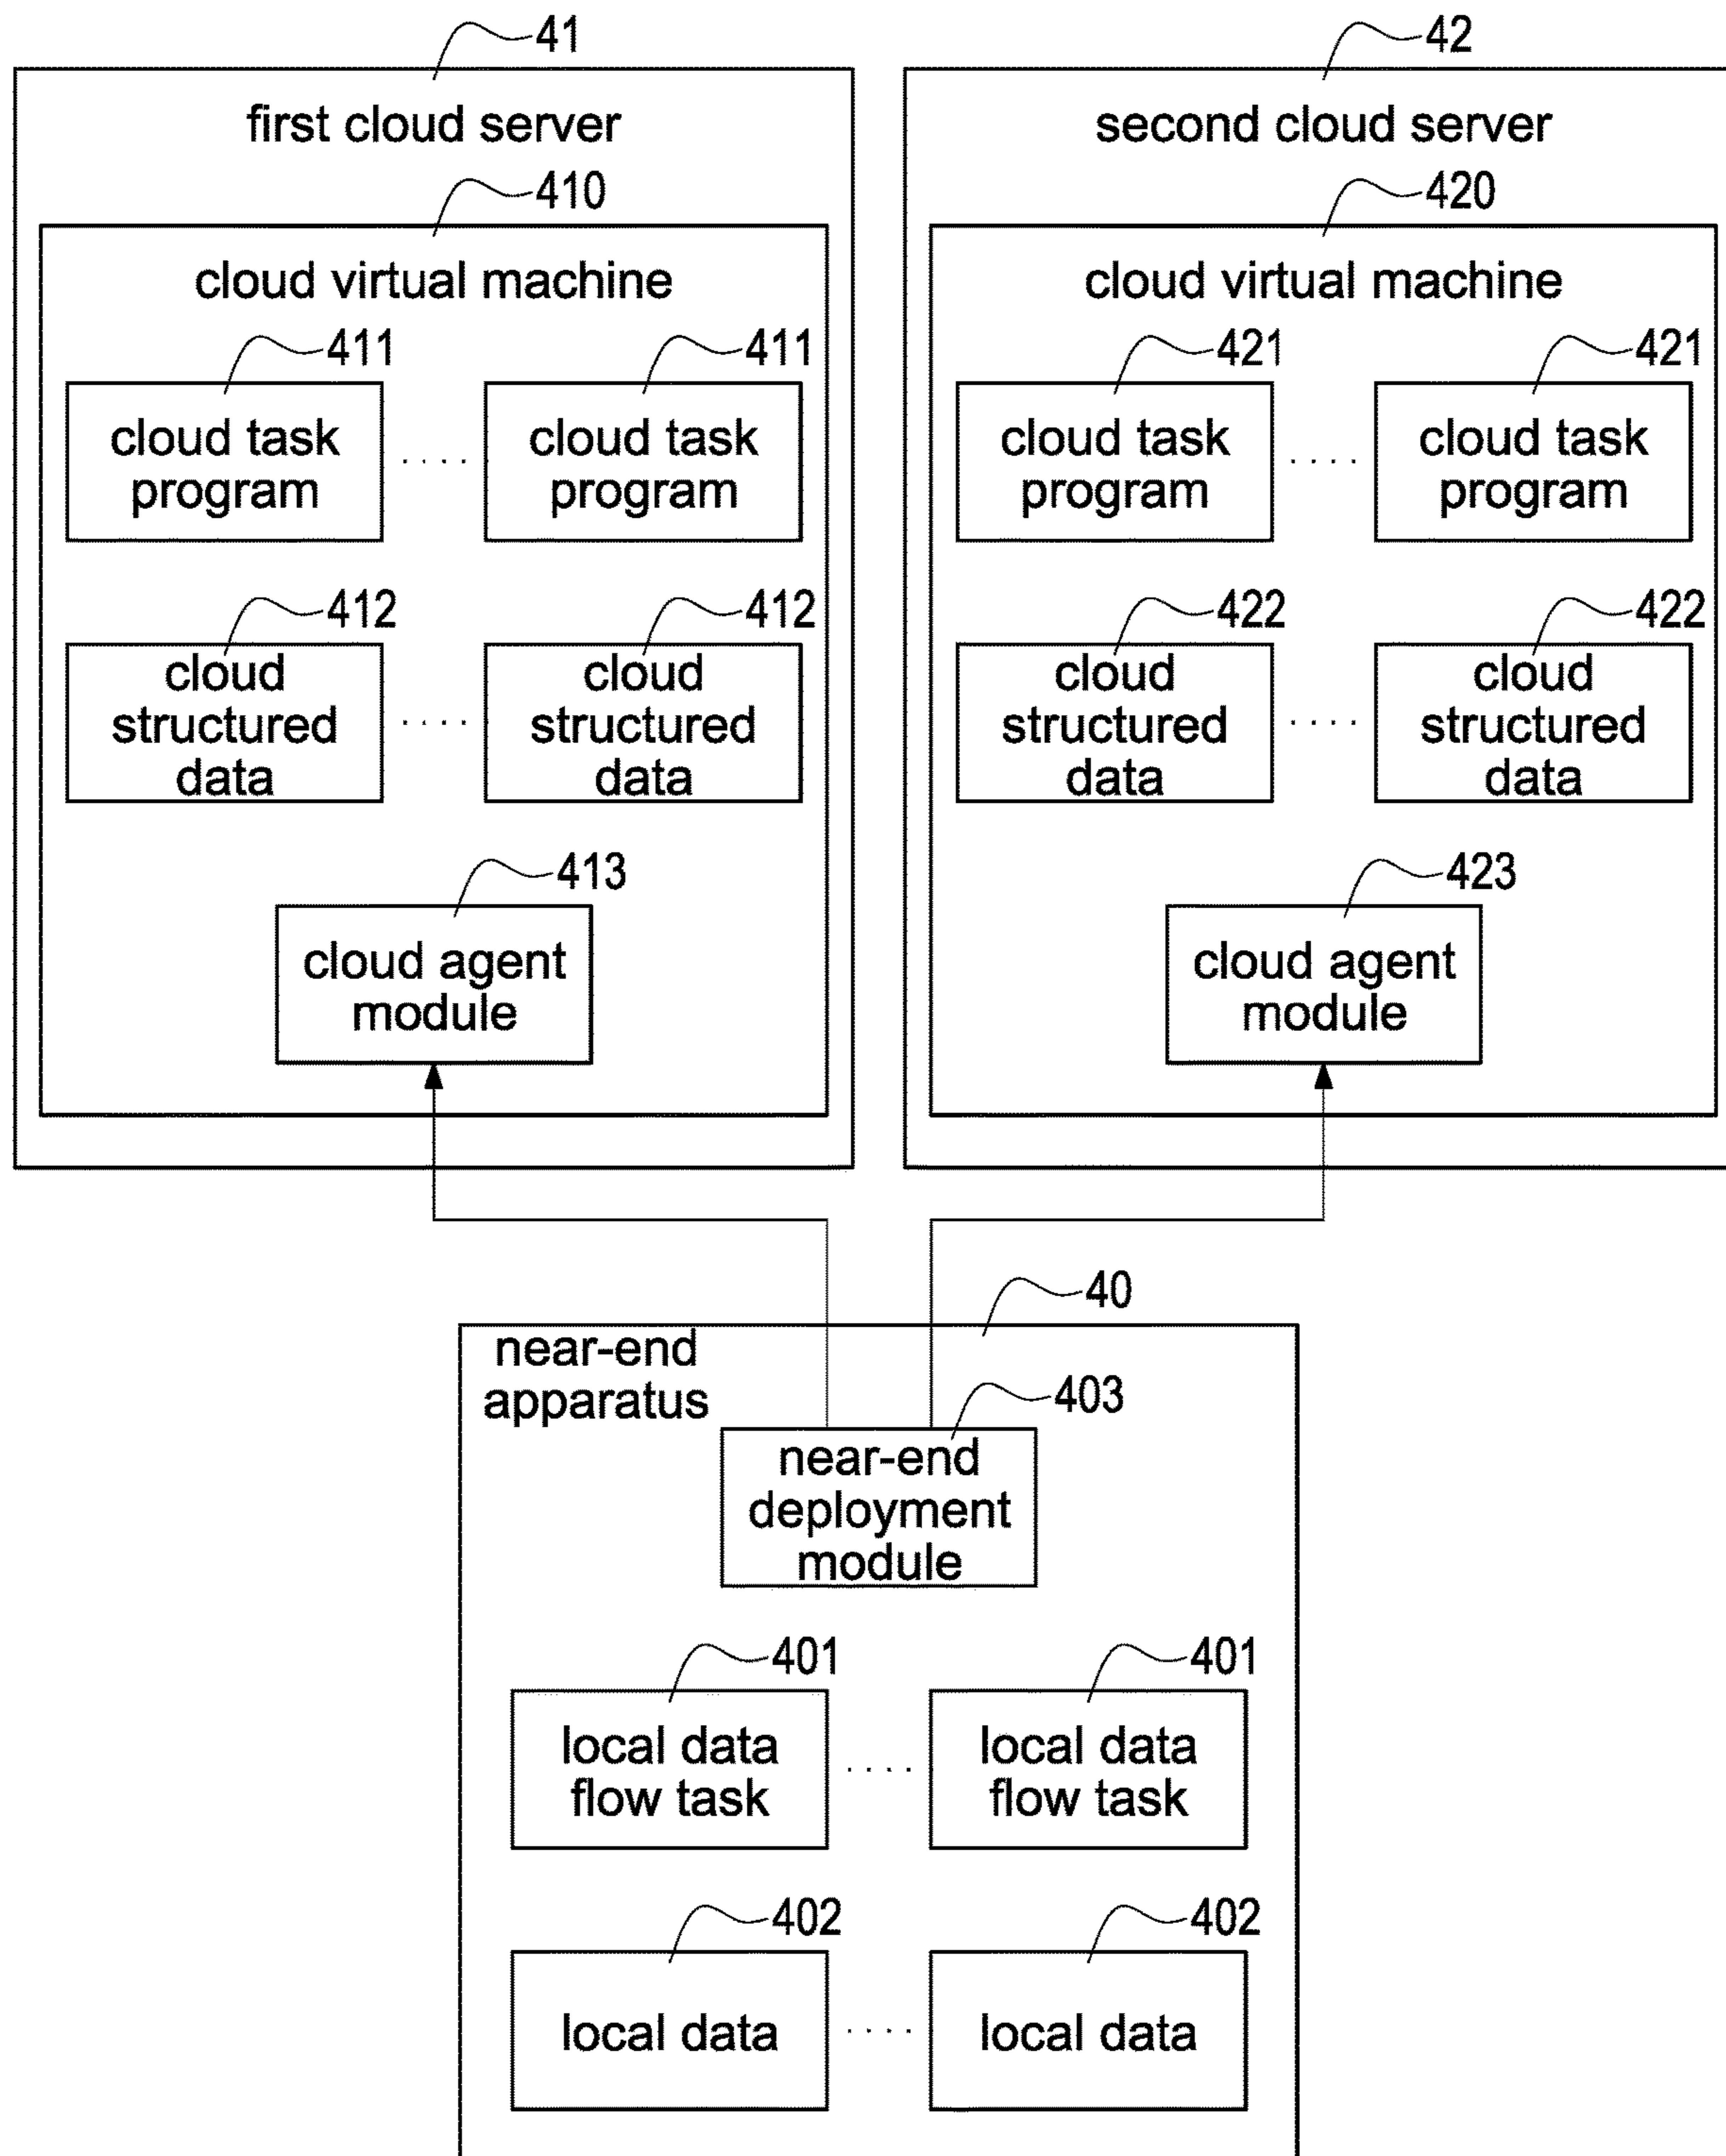 41
42
first cloud server
second cloud server
410
420
cloud virtual machine
cloud virtual machine
411
411
421
421
cloud task
program
. . . .
cloud task
program
cloud task
program
. . . .
cloud task
program
412
412
422
422
cloud
structured
data
. . . .
cloud
structured
data
cloud
structured
data
. . . .
cloud
structured
data
413
423
cloud agent
module
cloud agent
module
40
near-end
apparatus
403
near-end
deployment
module
401
401
local data
flow task
. . . .
local data
flow task
402
402
local data
. . . .
local data